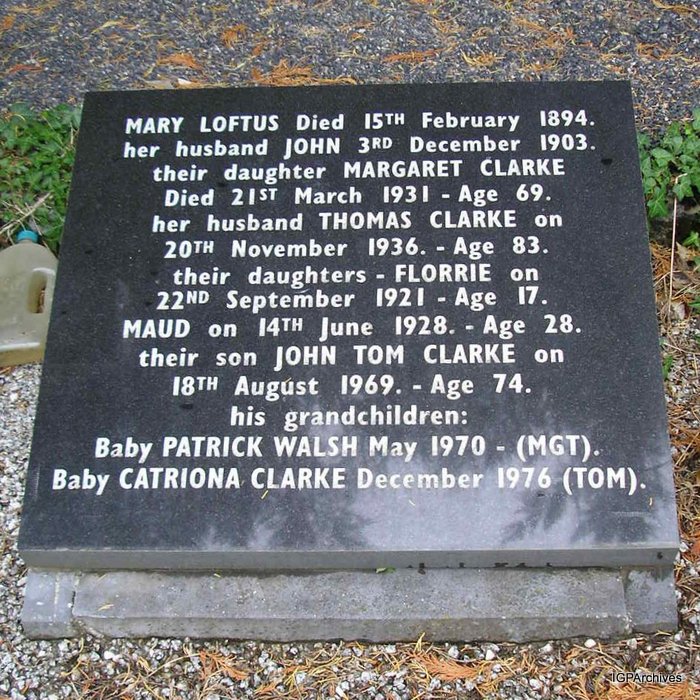 MARY LOFTUS Died 15TH February 1894.
her husband JOHN 3RD December 1903.
their daughter MARGARET CLARKE
Died 21ST March 1931 - Age 69.
her husband THOMAS CLARKE on
20TH November 1936. - Age 83.
their daughters - FLORRIE on
22ND September 1921 - Age 17.
MAUD on 14TH June 1928. - Age 28.
their son JOHN TOM CLARKE on
18TH August 1969. - Age 74.
his grandchildren:
Baby PATRICK WALSH May 1970 - (MGT).
Baby CATRIONA CLARKE December 1976 (TOM).
IGPArchives